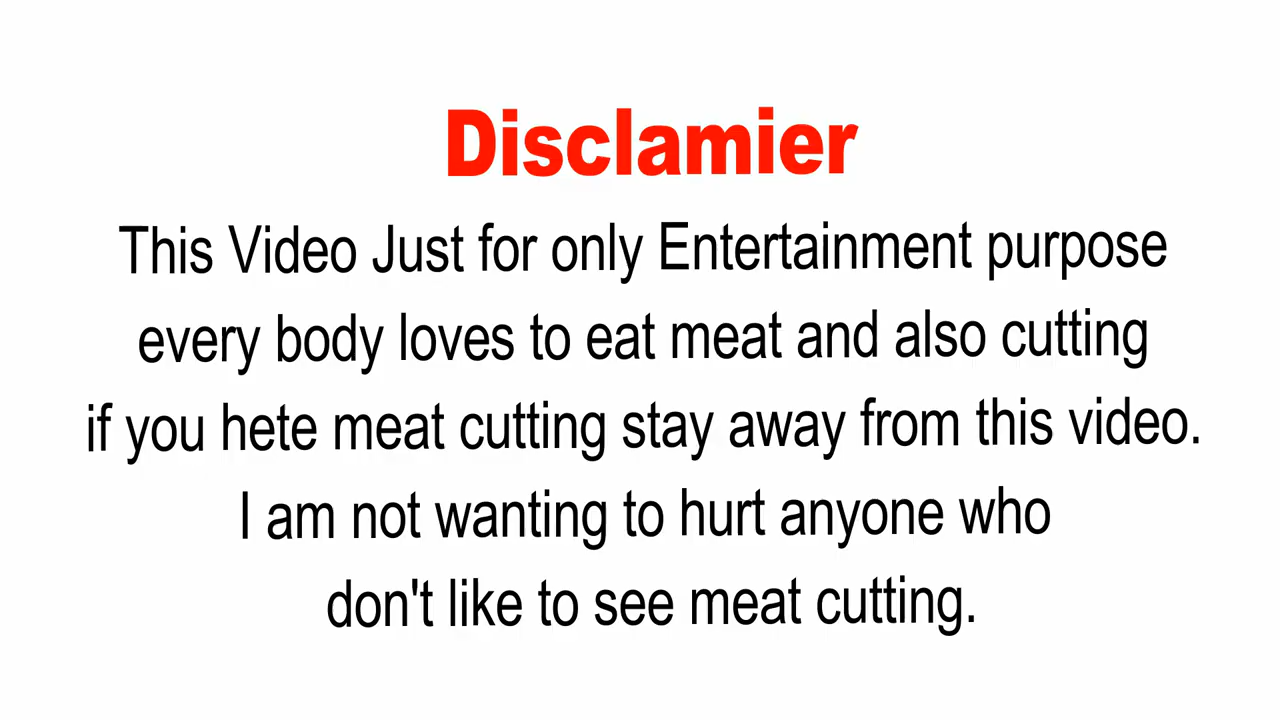 Disclamier
This Video Just for only Entertainment purpose
every body loves to eat meat and also cutting
if you hete meat cutting stay away from this video.
I am not wanting to hurt anyone who
don't like to see meat cutting.